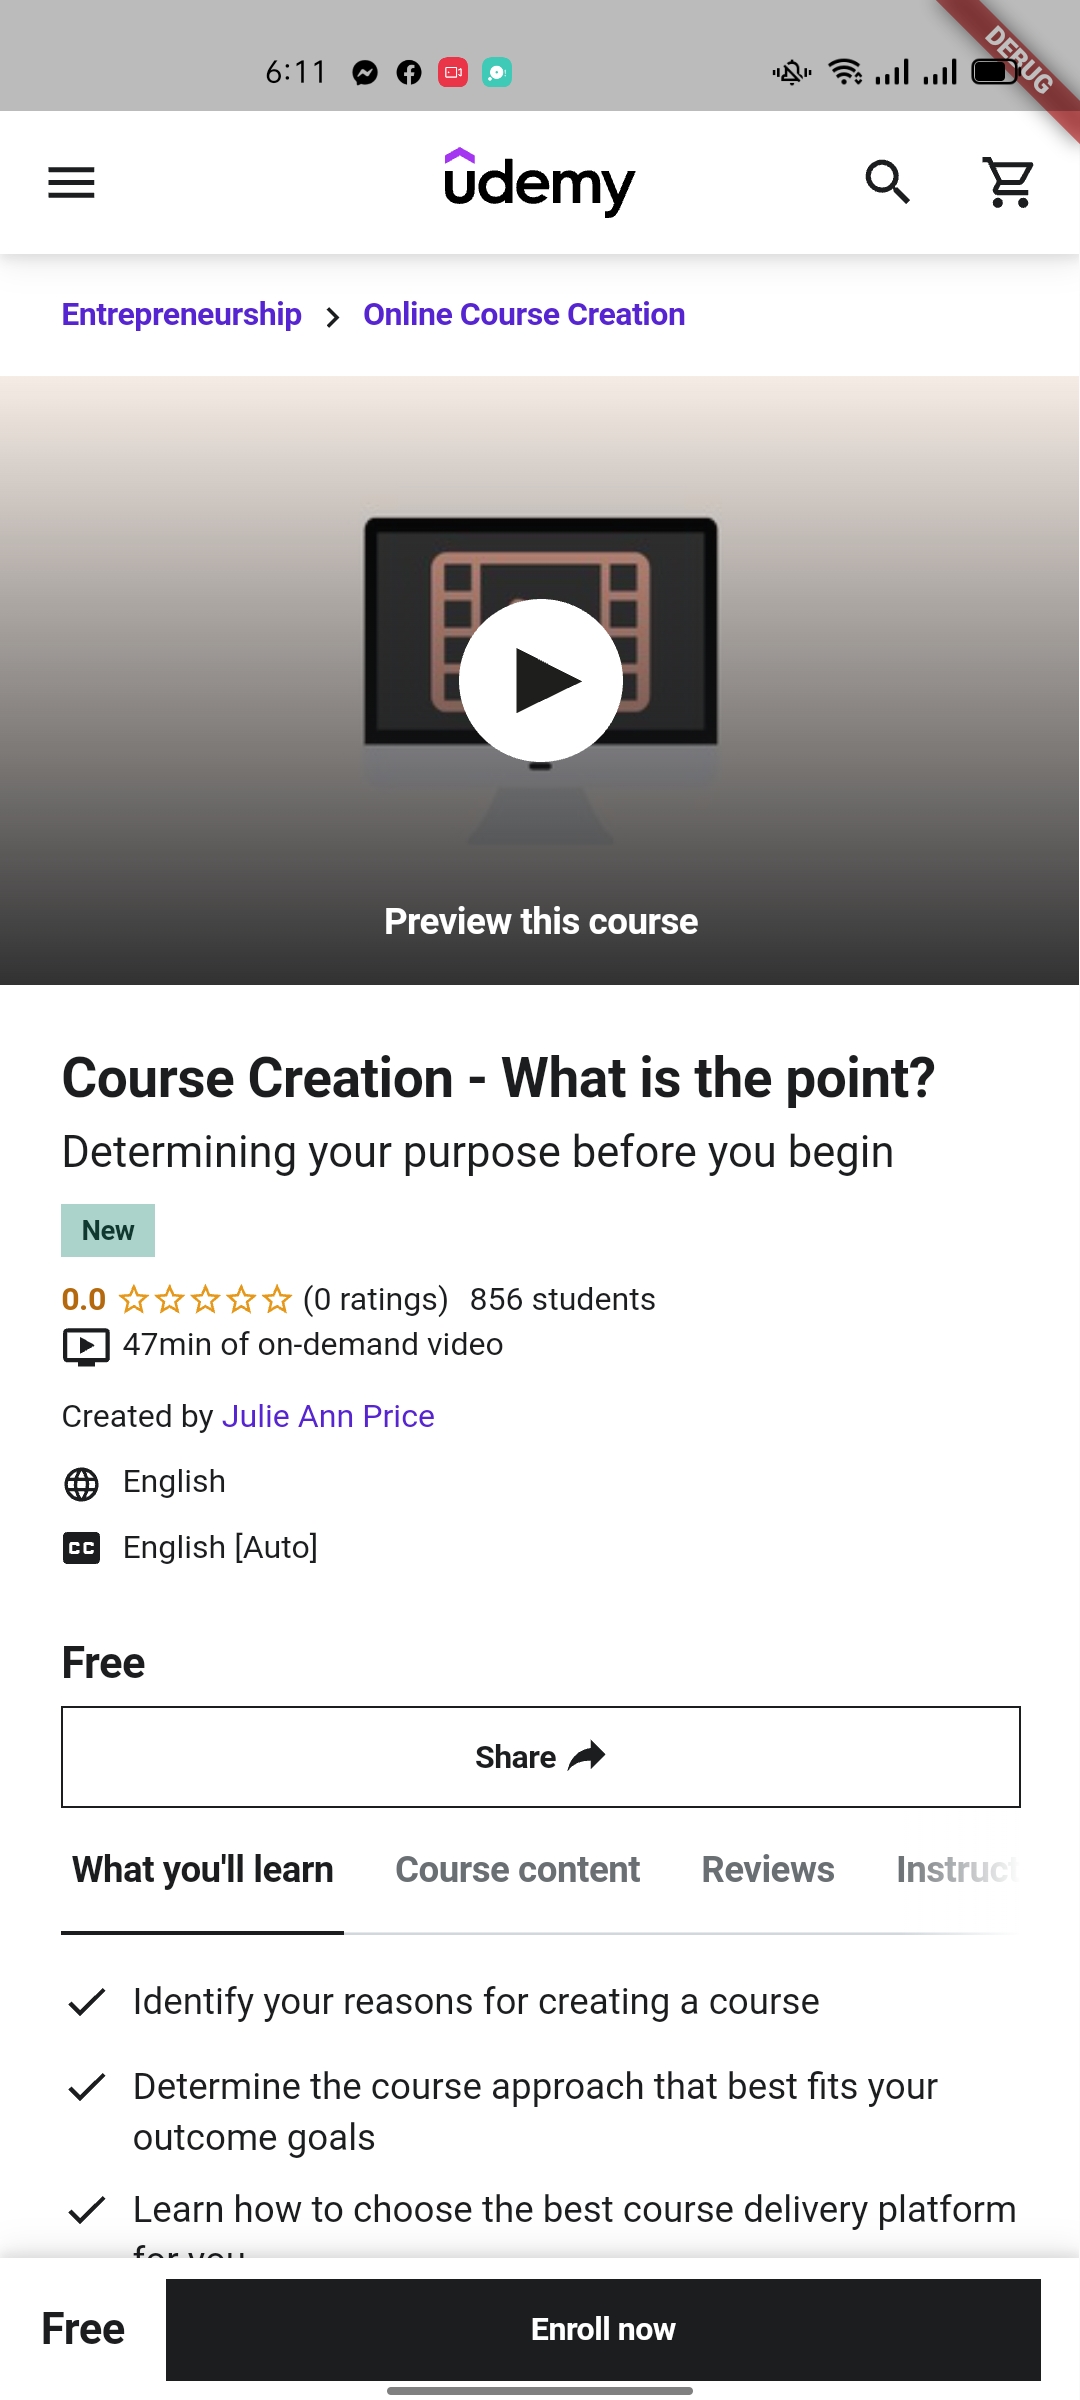 6:11
DEBUG
udemy
Entrepreneurship > Online Course Creation
Preview this course
Course Creation - What is the point?
Determining your purpose before you begin
New
0.0 (0 ratings) 856 students
47min of on-demand video
Created by Julie Ann Price
English
CC English [Auto]
Free
Share
What you'll learn Course content Reviews Instruct
Identify your reasons for creating a course
Determine the course approach that best fits your
outcome goals
Learn how to choose the best course delivery platform
for you
Free Enroll now